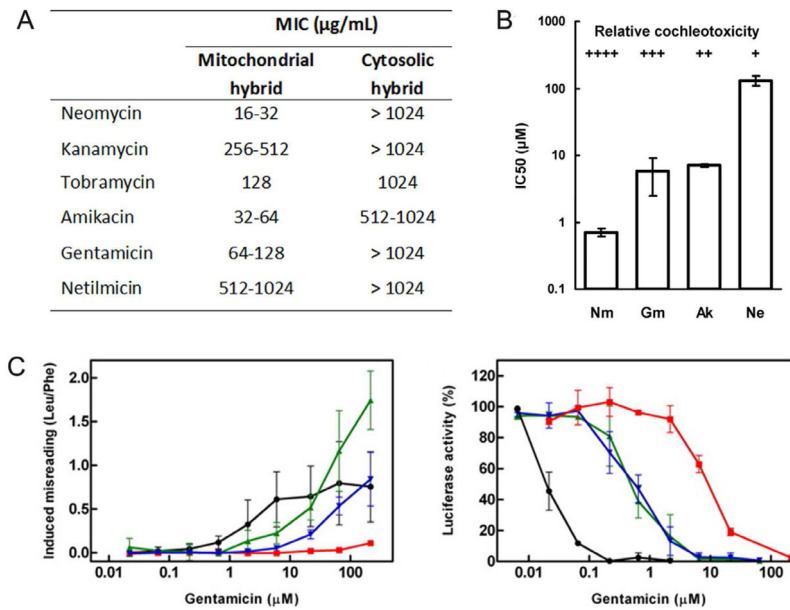 A
MIC (µg/mL)
Mitochondrial hybrid
Cytosolic hybrid
Neomycin 16-32 > 1024
Kanamycin 256-512 > 1024
Tobramycin 128 1024
Amikacin 32-64 512-1024
Gentamicin 64-128 > 1024
Netilmicin 512-1024 > 1024
B
Relative cochleotoxicity
++++ +++ ++ +
IC50 (µM)
1000
100
10
1
0.1
Nm Gm Ak Ne
C
Induced misreading (Leu/Phe)
2.0
1.5
1.0
0.5
0.0
0.01 0.1 1 10 100
Gentamicin (µM)
Luciferase activity (%)
120
100
80
60
40
20
0
0.01 0.1 1 10 100
Gentamicin (µM)